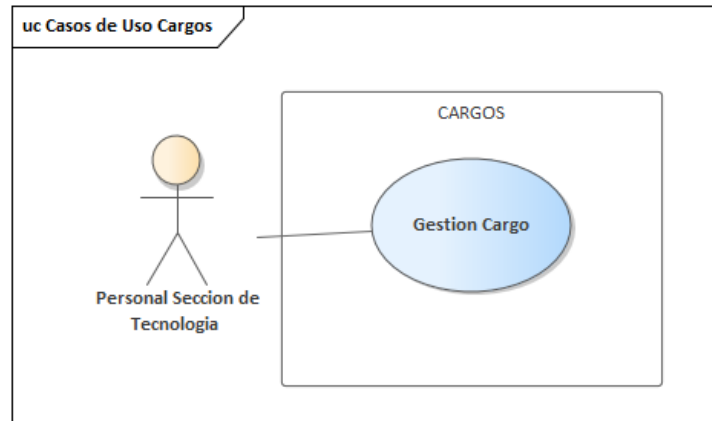 uc Casos de Uso Cargos
CARGOS
Gestion Cargo
Personal Seccion de
Tecnologia